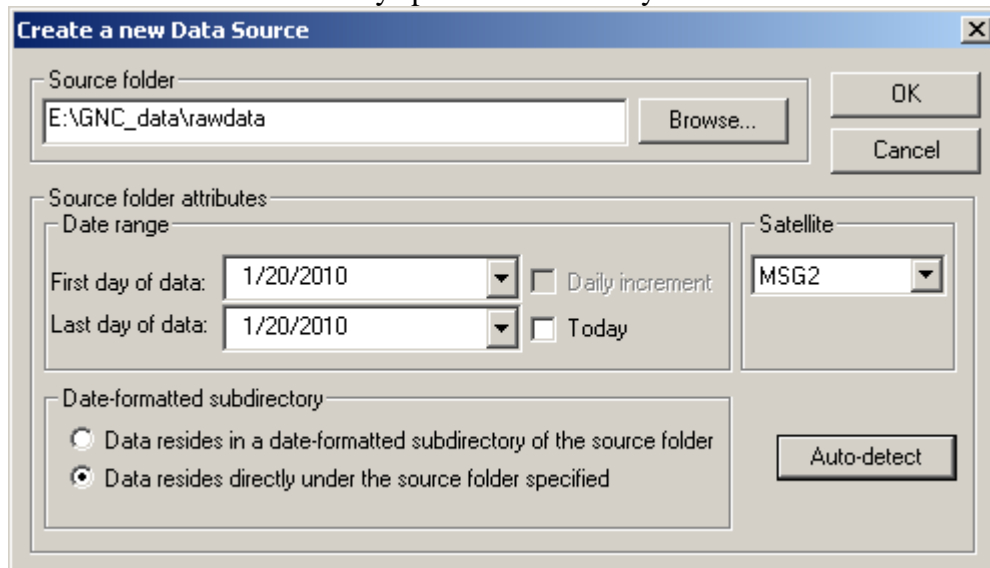 Create a new Data Source
Source folder
E:\GNC_data\rawdata
Browse...
OK
Cancel
Source folder attributes
Date range
First day of data: 1/20/2010 Daily increment
Last day of data: 1/20/2010 Today
Satellite
MSG2
Date-formatted subdirectory
Data resides in a date-formatted subdirectory of the source folder
Data resides directly under the source folder specified
Auto-detect